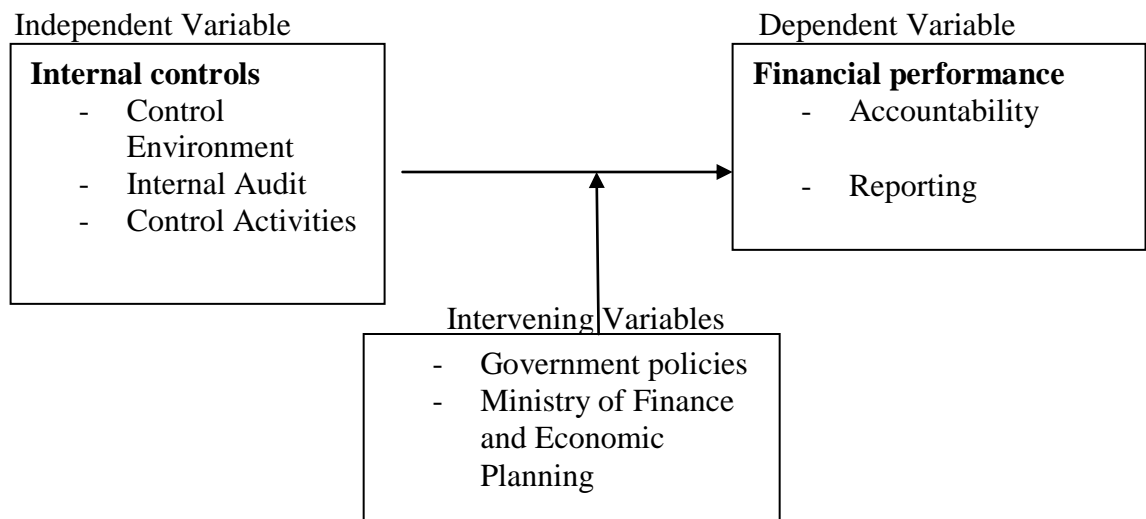 Independent Variable
Internal controls
- Control
Environment
- Internal Audit
- Control Activities
Dependent Variable
Financial performance
- Accountability
- Reporting
Intervening Variables
- Government policies
- Ministry of Finance
and Economic
Planning